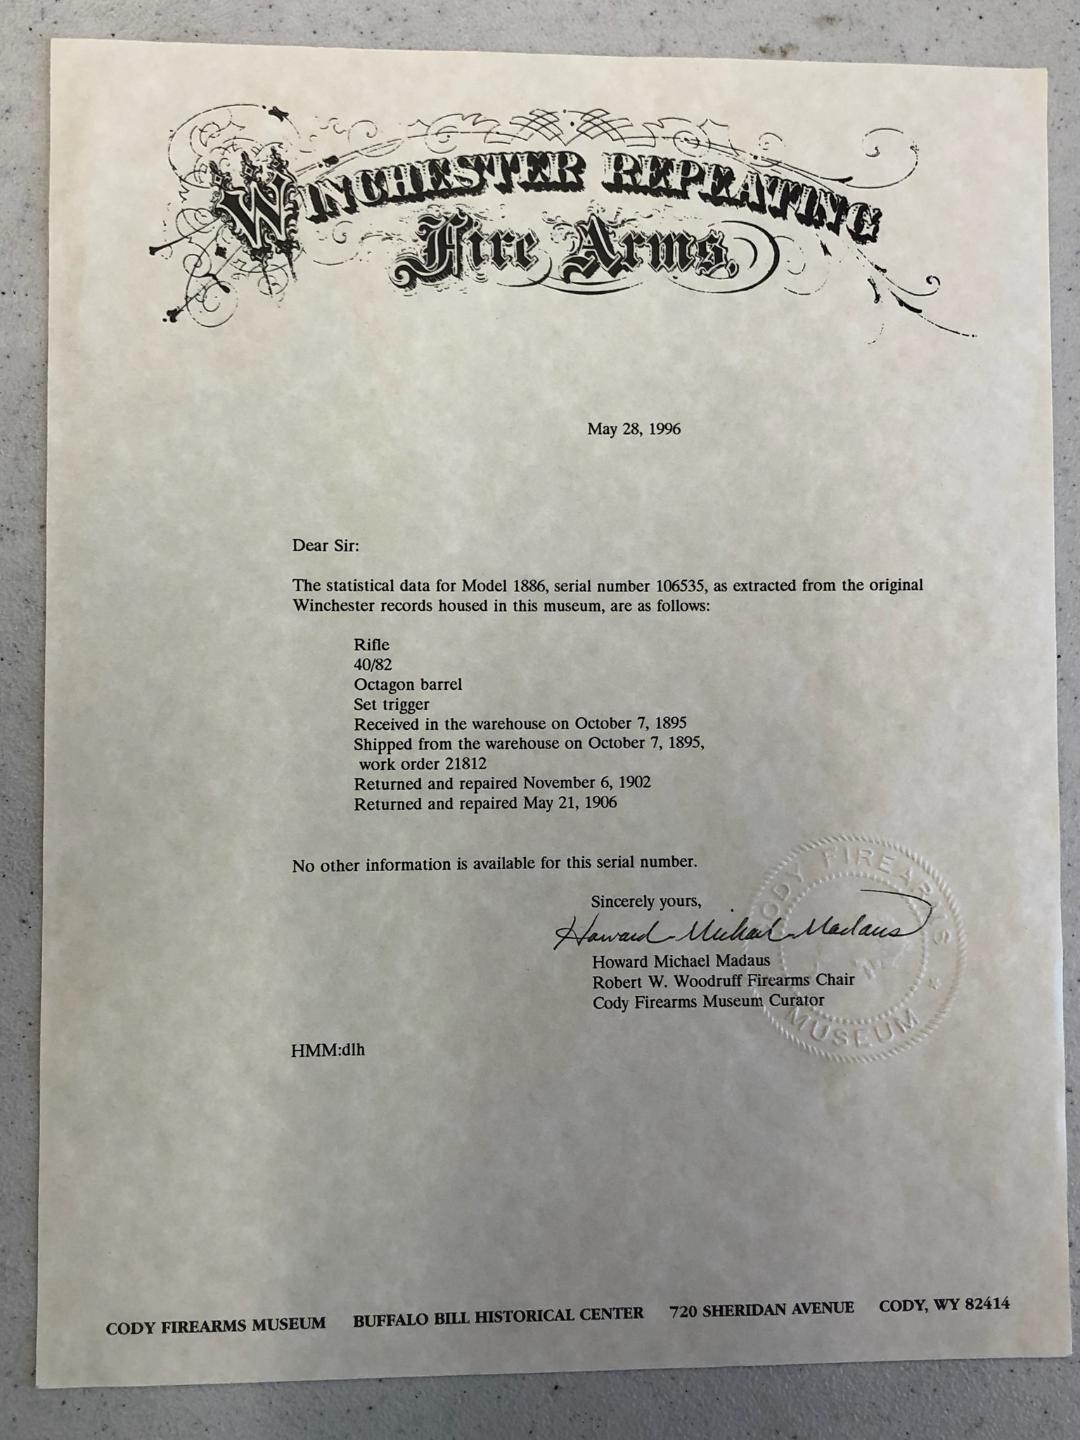 WINCHESTER REPEATING
Fire Arms,
May 28, 1996
Dear Sir:
The statistical data for Model 1886, serial number 106535, as extracted from the original
Winchester records housed in this museum, are as follows:
Rifle
40/82
Octagon barrel
Set trigger
Received in the warehouse on October 7, 1895
Shipped from the warehouse on October 7, 1895,
work order 21812
Returned and repaired November 6, 1902
Returned and repaired May 21, 1906
No other information is available for this serial number.
Sincerely yours,
Howard Michael Madaus
Howard Michael Madaus
Robert W. Woodruff Firearms Chair
Cody Firearms Museum Curator
CODY FIREARMS
MUSEUM
HMM:dlh
CODY FIREARMS MUSEUM BUFFALO BILL HISTORICAL CENTER 720 SHERIDAN AVENUE CODY, WY 82414